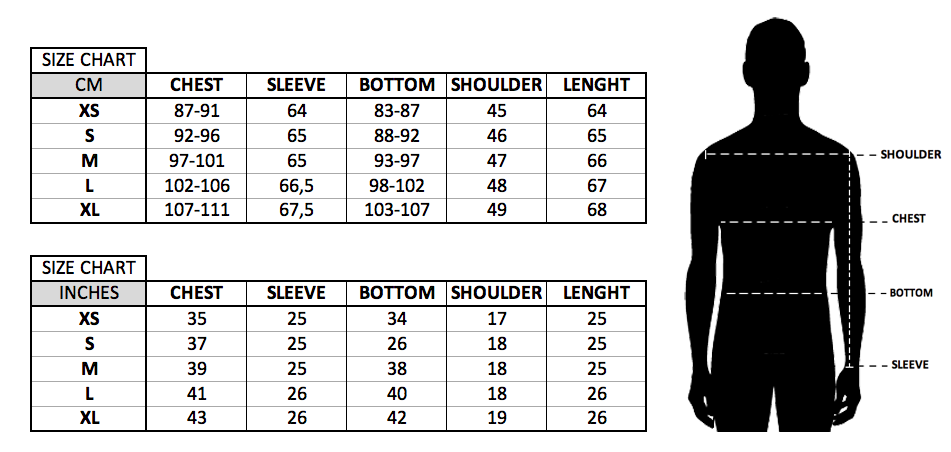 SIZE CHART
CM CHEST SLEEVE BOTTOM SHOULDER LENGHT
XS 87-91 64 83-87 45 64
S 92-96 65 88-92 46 65
M 97-101 65 93-97 47 66
L 102-106 66,5 98-102 48 67
XL 107-111 67,5 103-107 49 68
SIZE CHART
INCHES CHEST SLEEVE BOTTOM SHOULDER LENGHT
XS 35 25 34 17 25
S 37 25 26 18 25
M 39 25 38 18 25
L 41 26 40 18 26
XL 43 26 42 19 26
SHOULDER
CHEST
BOTTOM
SLEEVE